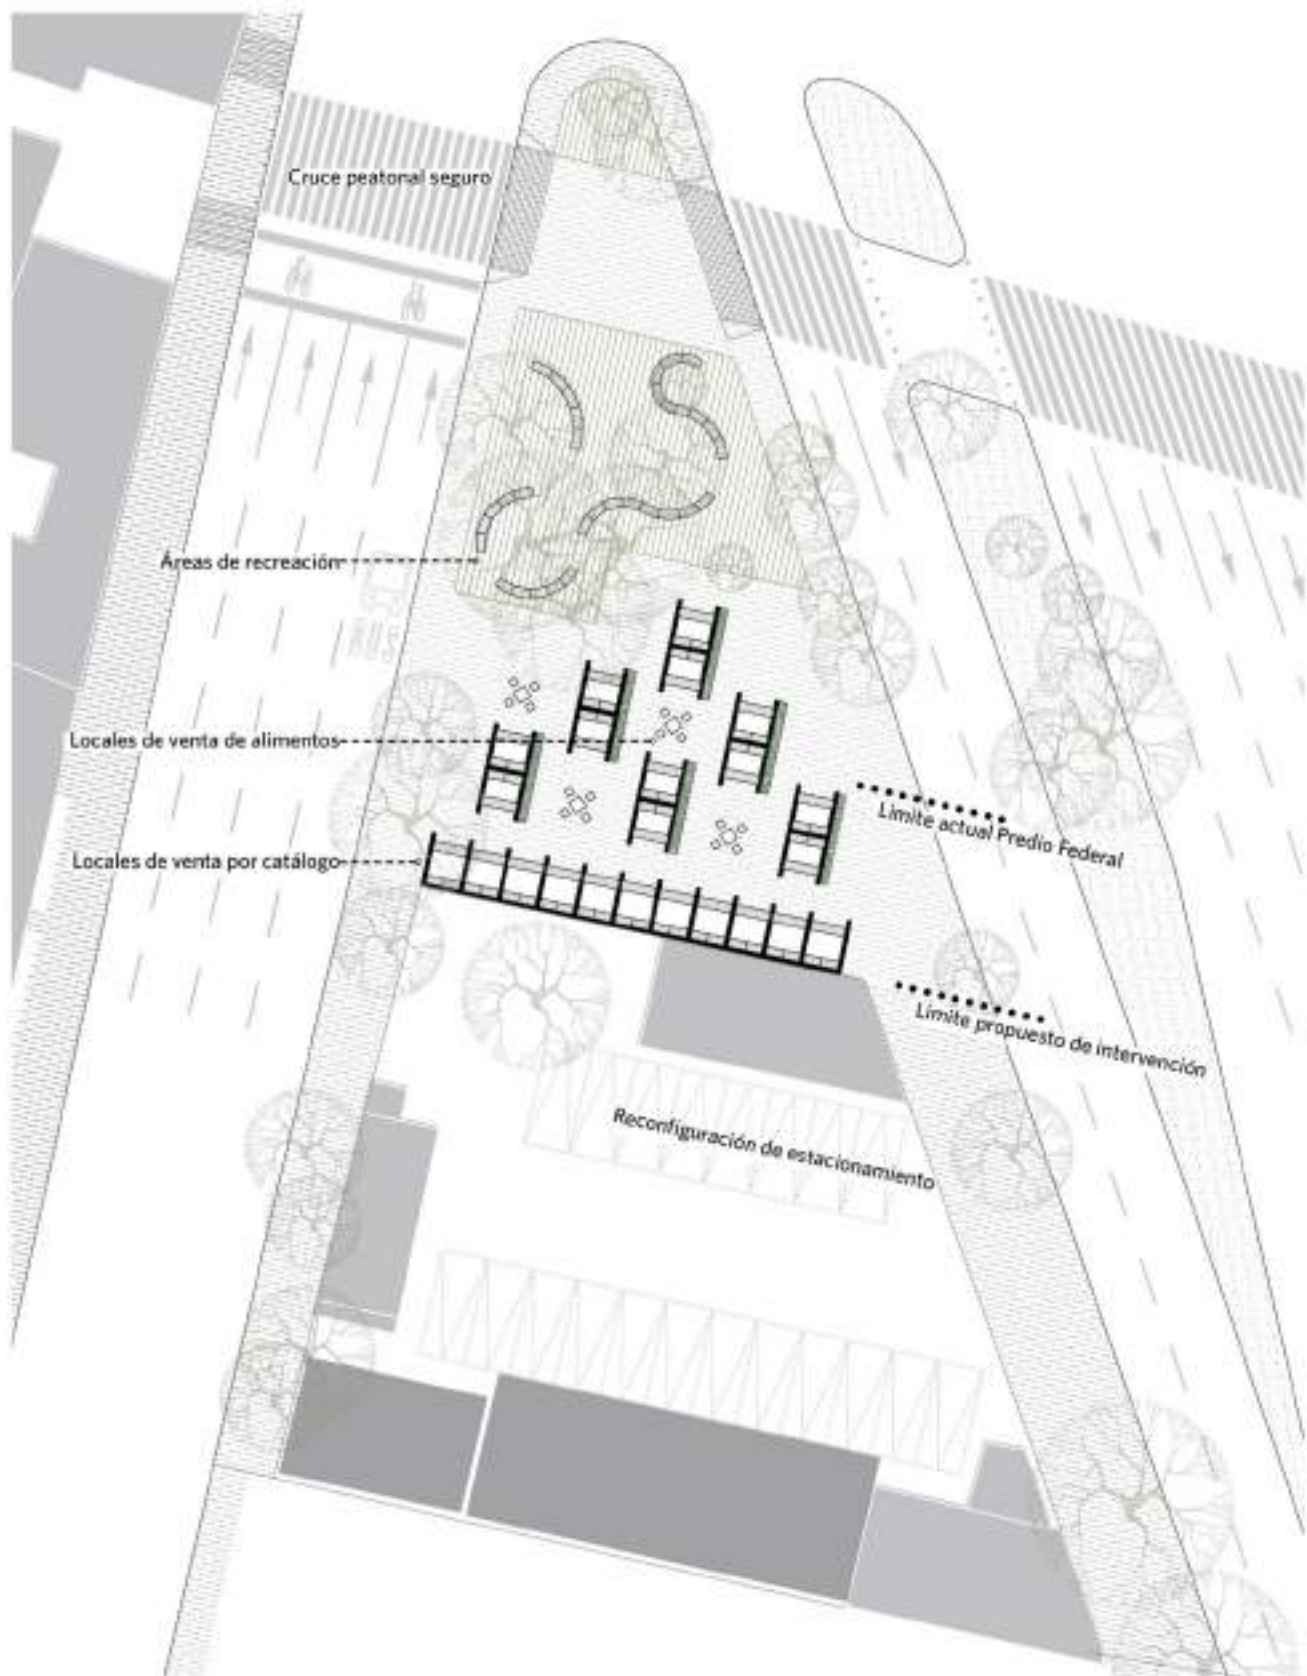 Cruce peatonal seguro
Áreas de recreación
BUS
Locales de venta de alimentos
Límite actual Predio Federal
Locales de venta por catálogo
Límite propuesto de intervención
Reconfiguración de estacionamiento